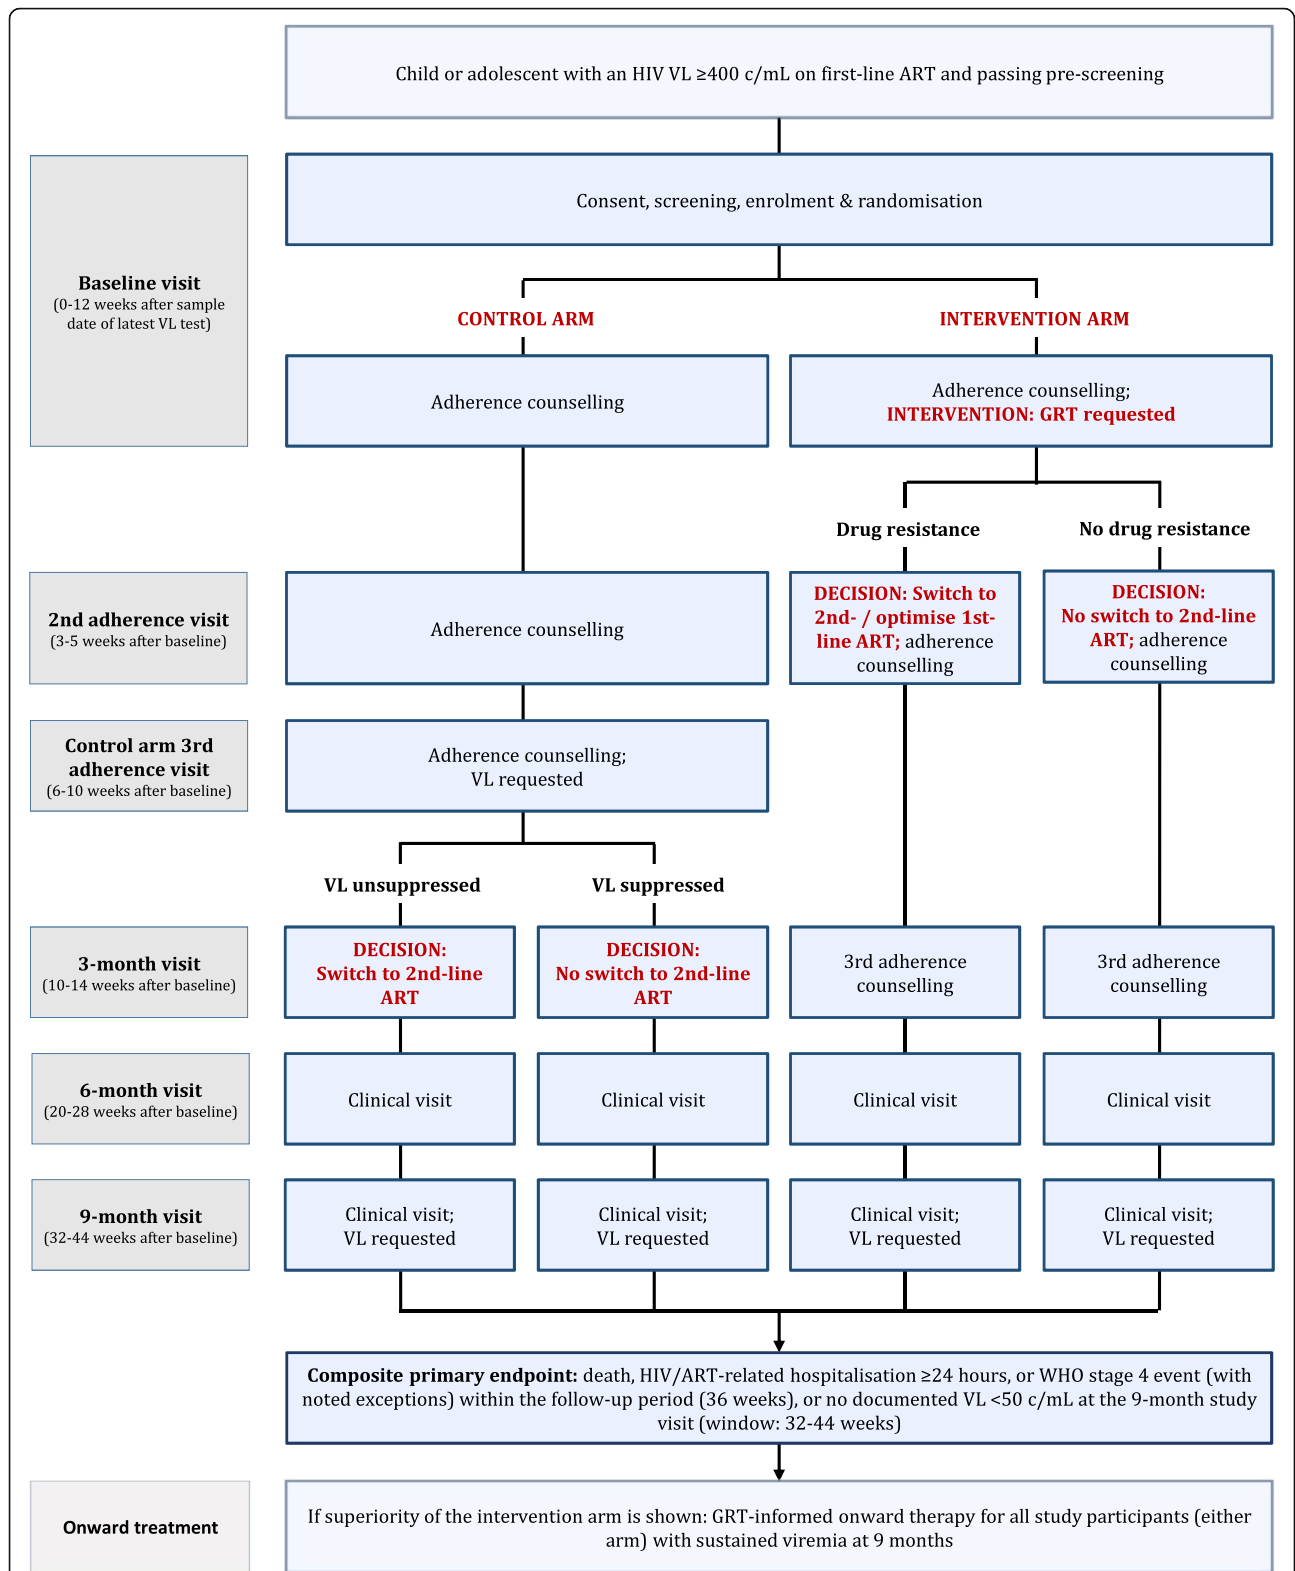 Child or adolescent with an HIV VL ≥400 c/mL on first-line ART and passing pre-screening
Baseline visit
(0-12 weeks after sample
date of latest VL test)
Consent, screening, enrolment & randomisation
CONTROL ARM
INTERVENTION ARM
Adherence counselling
Adherence counselling;
INTERVENTION: GRT requested
Drug resistance
No drug resistance
2nd adherence visit
(3-5 weeks after baseline)
Adherence counselling
DECISION: Switch to
2nd- / optimise 1st-
line ART; adherence
counselling
DECISION:
No switch to 2nd-line
ART; adherence
counselling
Control arm 3rd
adherence visit
(6-10 weeks after baseline)
Adherence counselling;
VL requested
VL unsuppressed
VL suppressed
3-month visit
(10-14 weeks after baseline)
DECISION:
Switch to 2nd-line
ART
DECISION:
No switch to 2nd-line
ART
3rd adherence
counselling
3rd adherence
counselling
6-month visit
(20-28 weeks after baseline)
Clinical visit
Clinical visit
Clinical visit
Clinical visit
9-month visit
(32-44 weeks after baseline)
Clinical visit;
VL requested
Clinical visit;
VL requested
Clinical visit;
VL requested
Clinical visit;
VL requested
Composite primary endpoint: death, HIV/ART-related hospitalisation ≥24 hours, or WHO stage 4 event (with
noted exceptions) within the follow-up period (36 weeks), or no documented VL <50 c/mL at the 9-month study
visit (window: 32-44 weeks)
Onward treatment
If superiority of the intervention arm is shown: GRT-informed onward therapy for all study participants (either
arm) with sustained viremia at 9 months